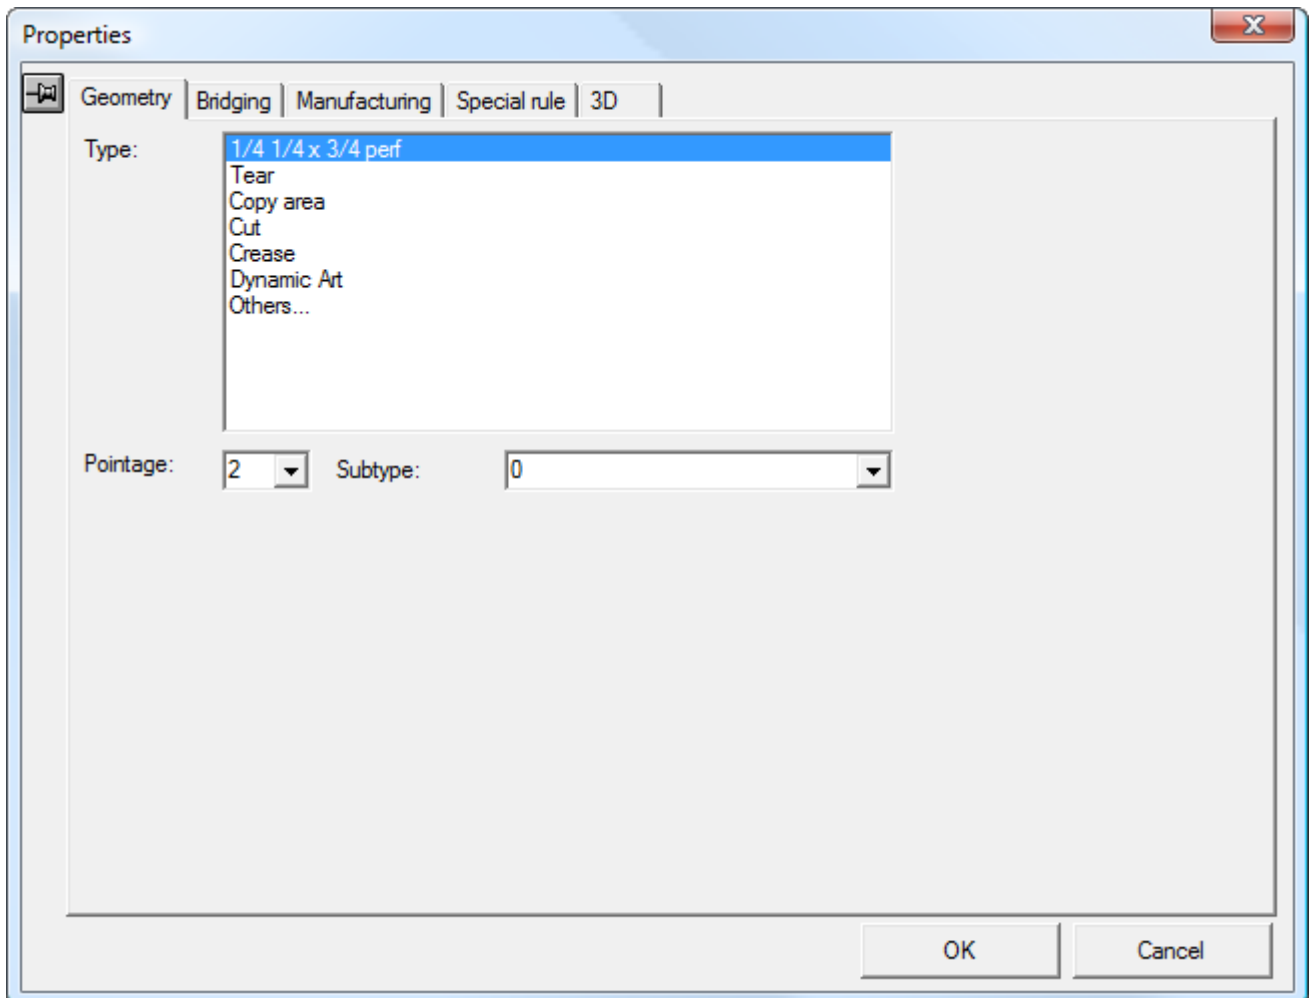 Properties
Geometry Bridging Manufacturing Special rule 3D
Type:
1/4 1/4 x 3/4 perf
Tear
Copy area
Cut
Crease
Dynamic Art
Others...
Pointage: 2 Subtype: 0
OK Cancel